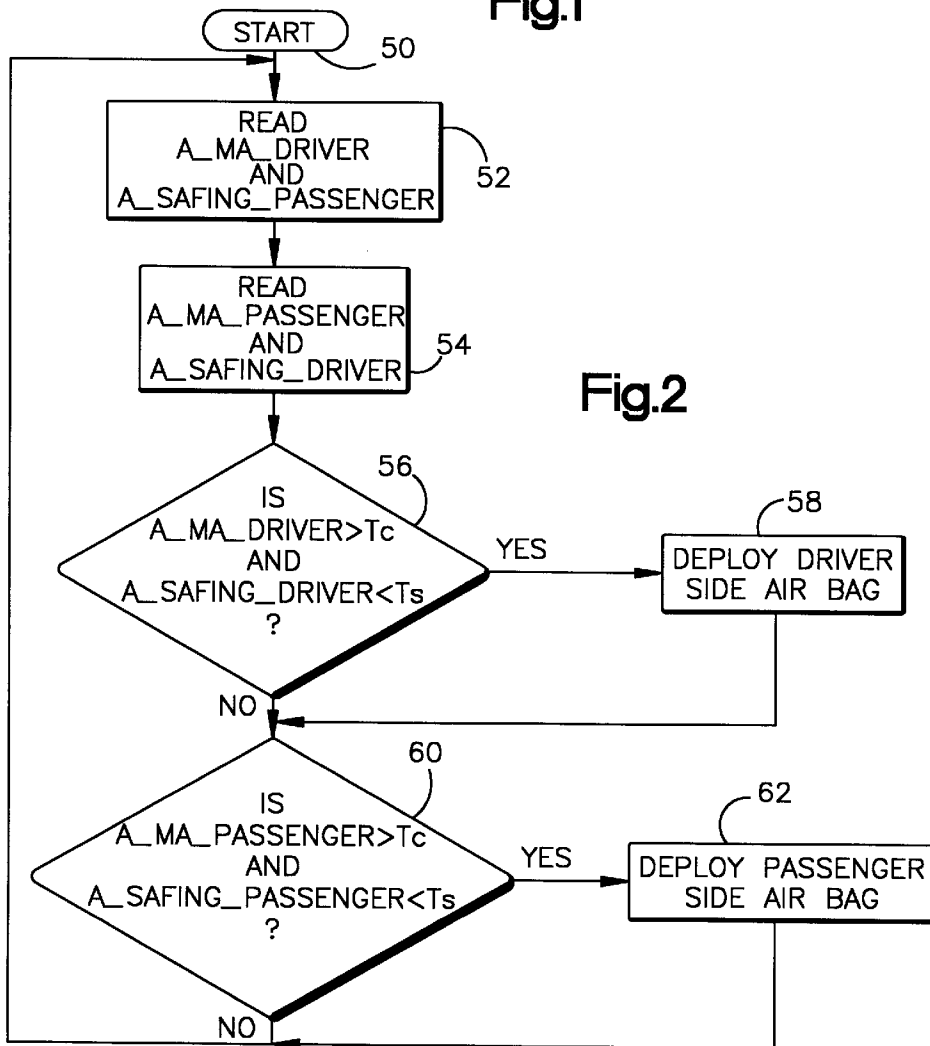 Fig.1
START
50
READ
A_MA_DRIVER
AND
A_SAFING_PASSENGER
52
READ
A_MA_PASSENGER
AND
A_SAFING_DRIVER
54
Fig.2
56
IS
A_MA_DRIVER>Tc
AND
A_SAFING_DRIVER<Ts
?
YES
58
DEPLOY DRIVER
SIDE AIR BAG
NO
60
IS
A_MA_PASSENGER>Tc
AND
A_SAFING_PASSENGER<Ts
?
YES
62
DEPLOY PASSENGER
SIDE AIR BAG
NO